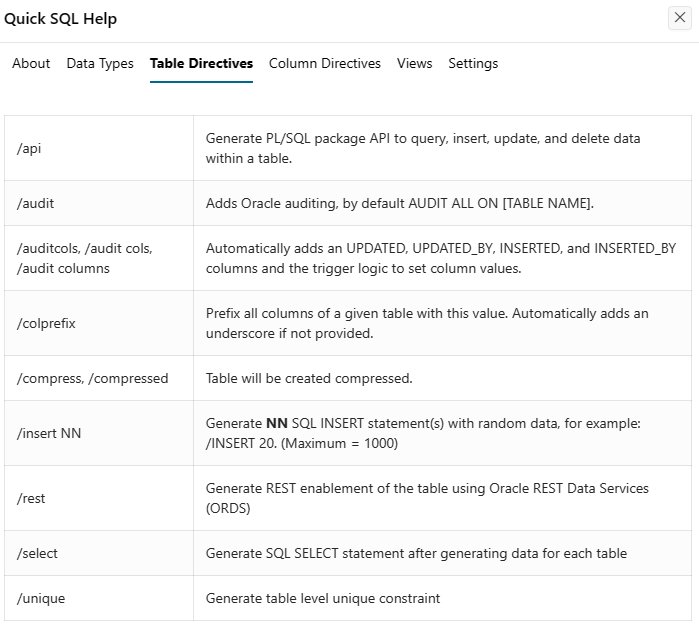 Quick SQL Help
About Data Types Table Directives Column Directives Views Settings
/api
Generate PL/SQL package API to query, insert, update, and delete data
within a table.
/audit
Adds Oracle auditing, by default AUDIT ALL ON [TABLE NAME].
/auditcols, /audit cols,
/audit columns
Automatically adds an UPDATED, UPDATED_BY, INSERTED, and INSERTED_BY
columns and the trigger logic to set column values.
/colprefix
Prefix all columns of a given table with this value. Automatically adds an
underscore if not provided.
/compress, /compressed
Table will be created compressed.
/insert NN
Generate NN SQL INSERT statement(s) with random data, for example:
/INSERT 20. (Maximum = 1000)
/rest
Generate REST enablement of the table using Oracle REST Data Services
(ORDS)
/select
Generate SQL SELECT statement after generating data for each table
/unique
Generate table level unique constraint